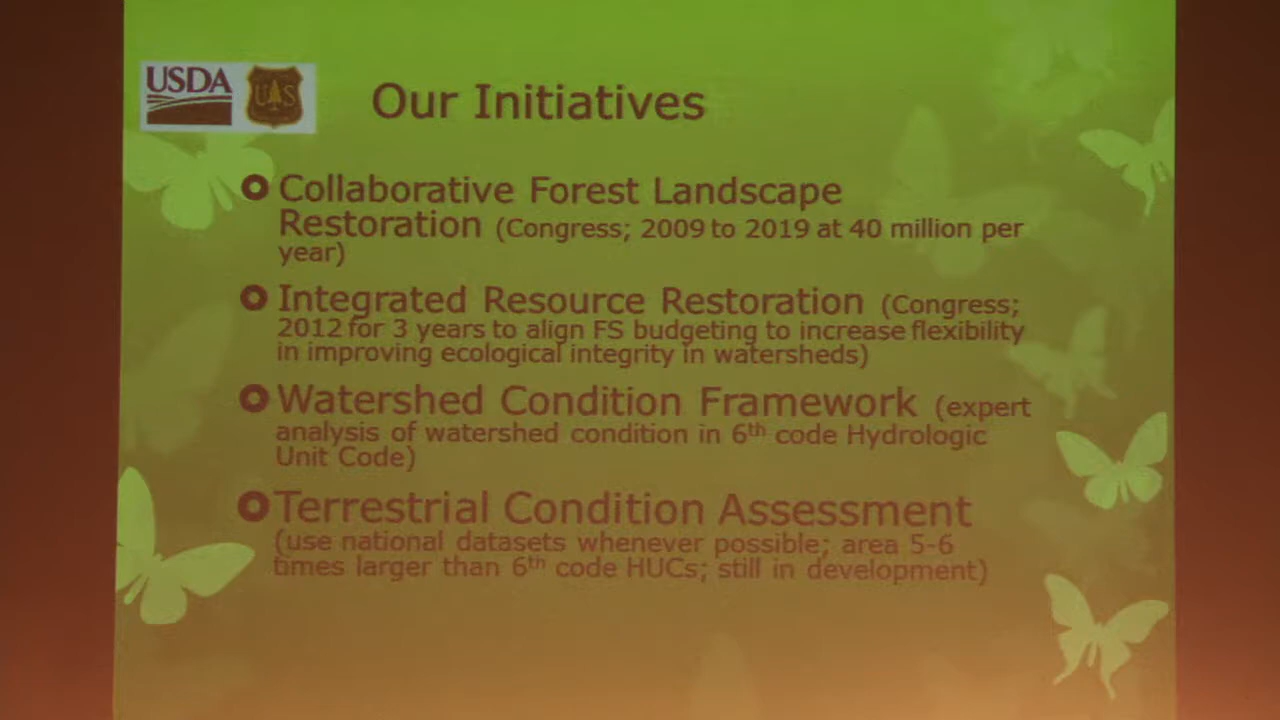 USDA
UAS
Our Initiatives
Collaborative Forest Landscape
Restoration (Congress; 2009 to 2019 at 40 million per
year)
Integrated Resource Restoration (Congress;
2012 for 3 years to align FS budgeting to increase flexibility
in improving ecological integrity in watersheds)
Watershed Condition Framework (expert
analysis of watershed condition in 6th code Hydrologic
Unit Code)
Terrestrial Condition Assessment
(use national datasets whenever possible; area 5-6
times larger than 6th code HUCs; still in development)